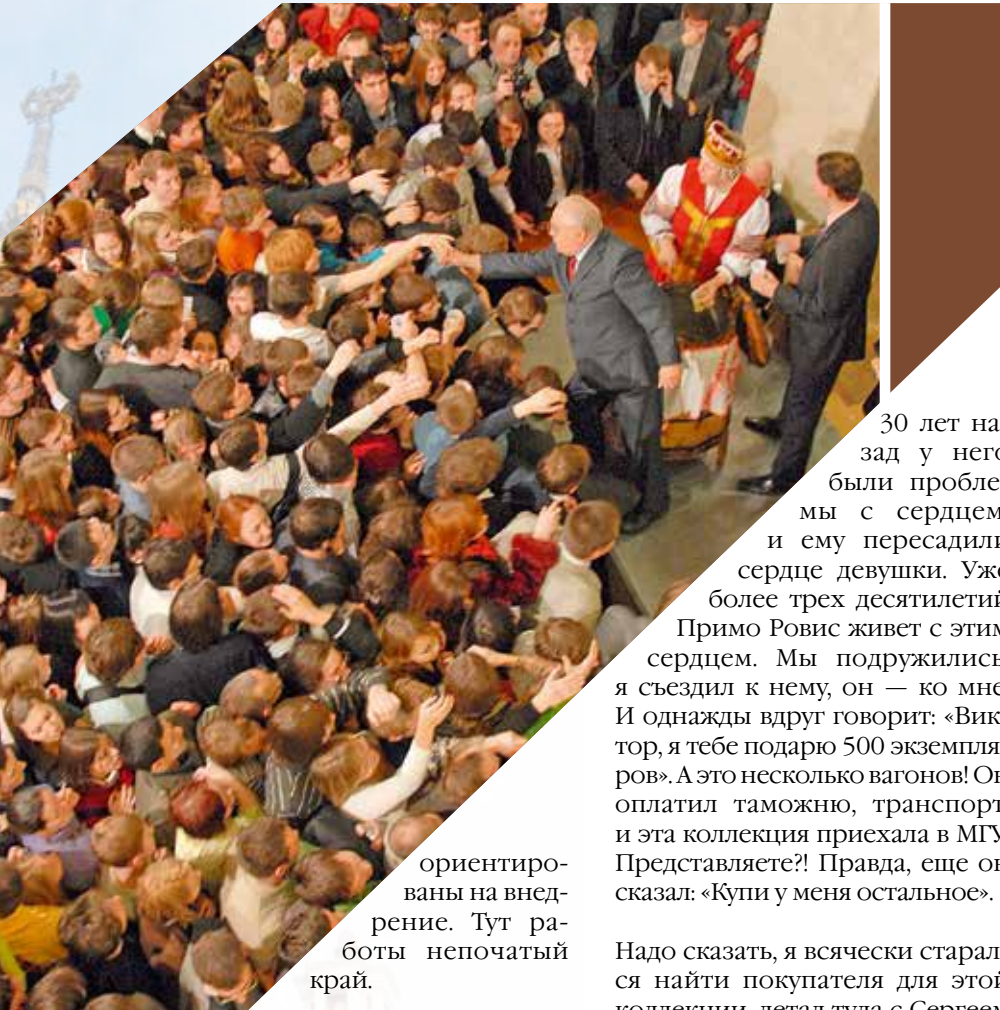 ориентиро-
ваны на внед-
рение. Тут ра-
боты непочатый
край.
30 лет на
зад у него
были пробле
мы с сердцем
и ему пересадили
сердце девушки. Уже
более трех десятилетий
Примо Ровис живет с этим
сердцем. Мы подружились
я съездил к нему, он — ко мне
И однажды вдруг говорит: «Вик
тор, я тебе подарю 500 экземпля
ров». А это несколько вагонов! Он
оплатил таможню, транспорт
и эта коллекция приехала в МГУ
Представляете?! Правда, еще он
сказал: «Купи у меня остальное».
Надо сказать, я всячески старал
ся найти покупателя для этой
коллекции, летал туда с Сергеем